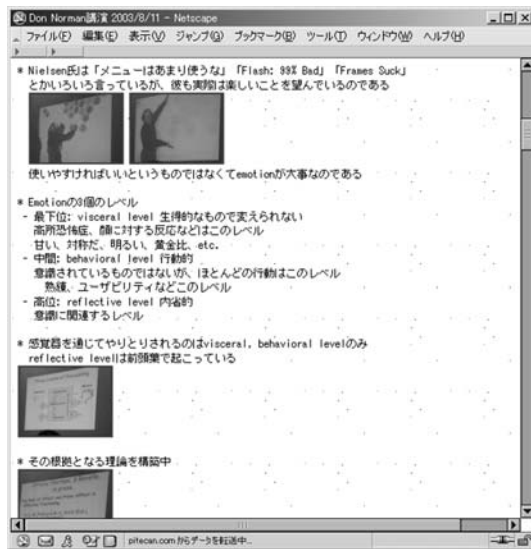 Don Norman講演 2003/8/11 - Netscape
ファイル(F) 編集(E) 表示(V) ジャンプ(G) ブックマーク(B) ツール(T) ウィンドウ(W) ヘルプ(H)
* Nielsen氏は「メニューはあまり使うな」「Flash: 99% Bad」「Frames Suck」
とかいろいろ言っているが、彼も実際は楽しいことを望んでいるのである
使いやすければいいというものではなくてemotionが大事なのである
* Emotionの3個のレベル
- 最下位: visceral level 生得的なもので変えられない
高所恐怖症、顔に対する反応などはこのレベル
甘い、対称だ、明るい、黄金比、etc.
- 中間: behavioral level 行動的
意識されているものではないが、ほとんどの行動はこのレベル
熟練、ユーザビリティなどこのレベル
- 高位: reflective level 内省的
意識に関連するレベル
* 感覚器を通じてやりとりされるのはvisceral, behavioral levelのみ
reflective levelは前頭葉で起こっている
* その根拠となる理論を構築中
pitecan.comからデータを転送中...